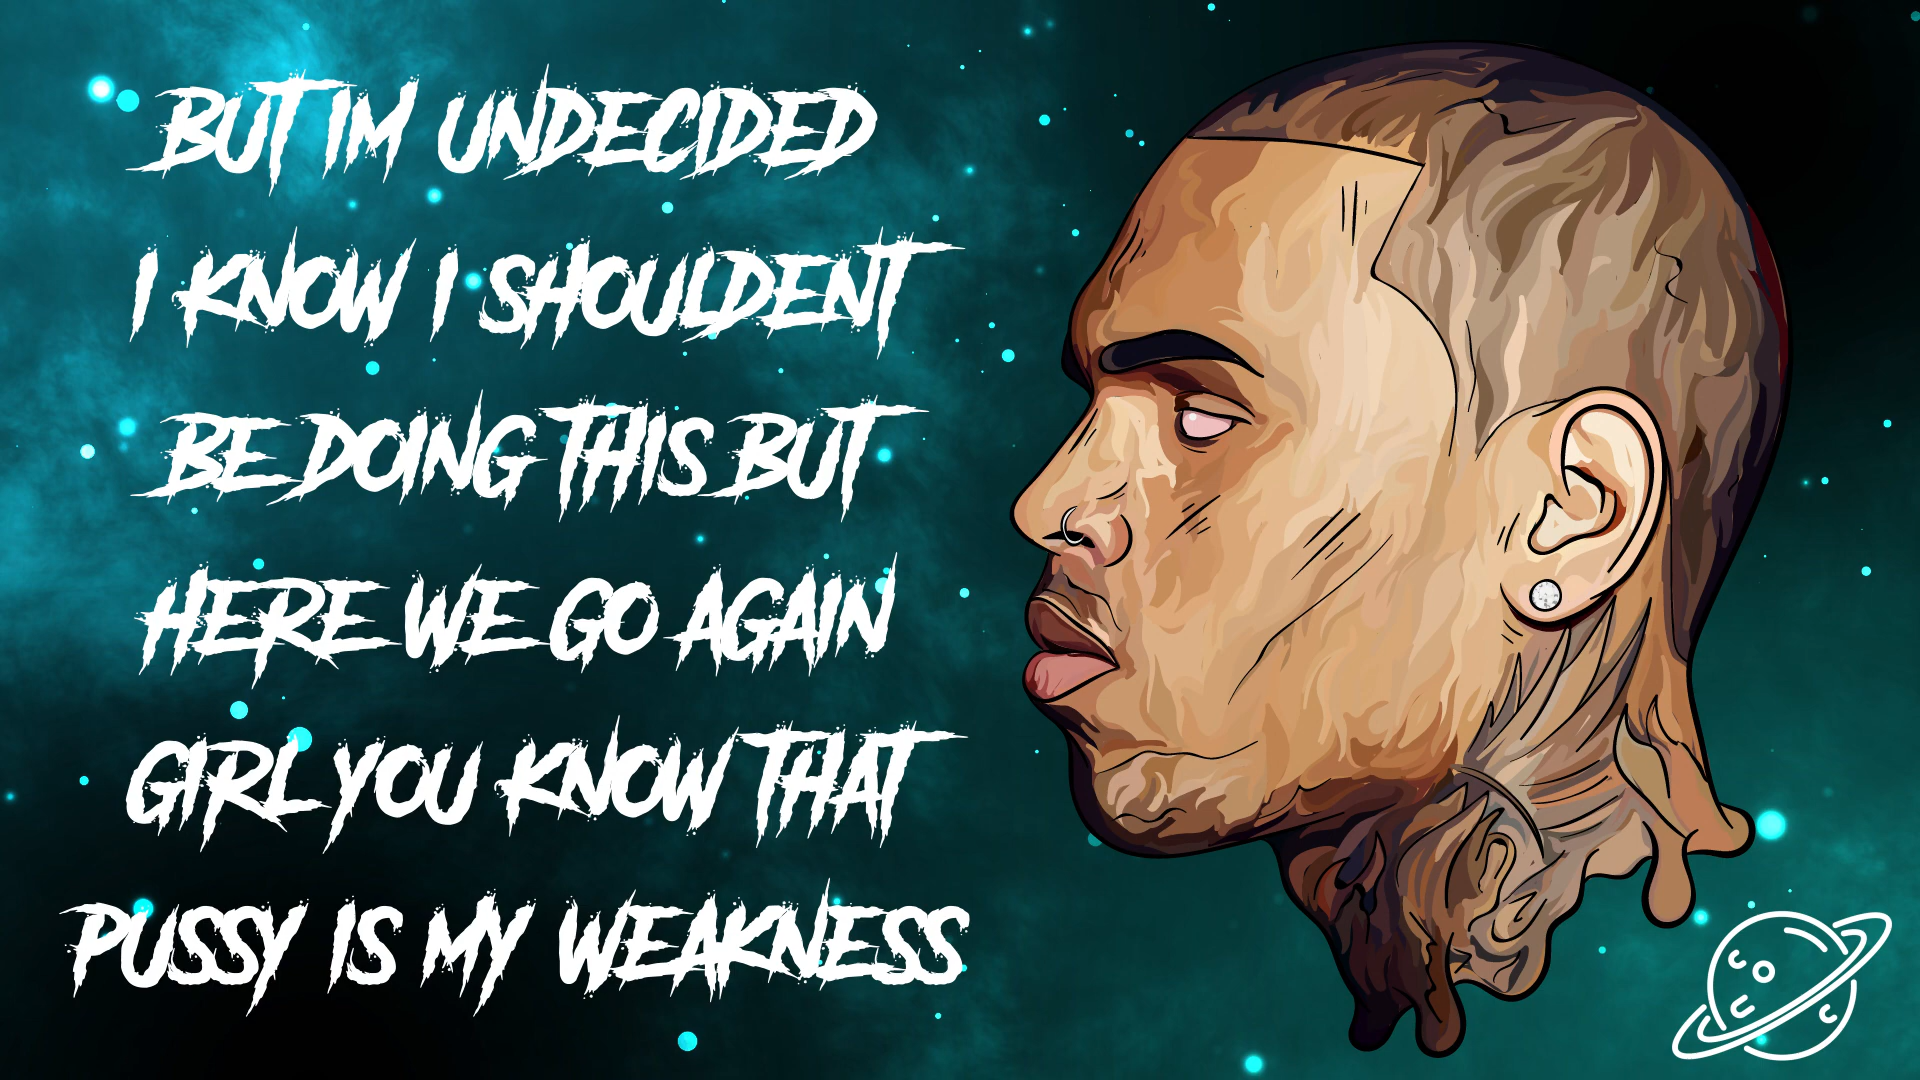 BUT IM UNDECIDED
I KNOW I SHOULDENT
BE DOING THIS BUT
HERE WE GO AGAIN
GIRL YOU KNOW THAT
PUSSY IS MY WEAKNESS